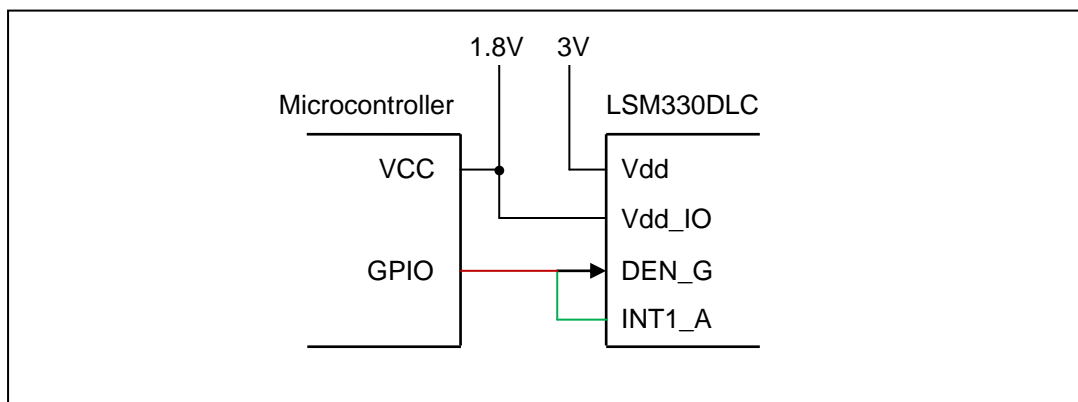 1.8V 3V
Microcontroller LSM330DLC
VCC Vdd
Vdd_IO
GPIO DEN_G
INT1_A